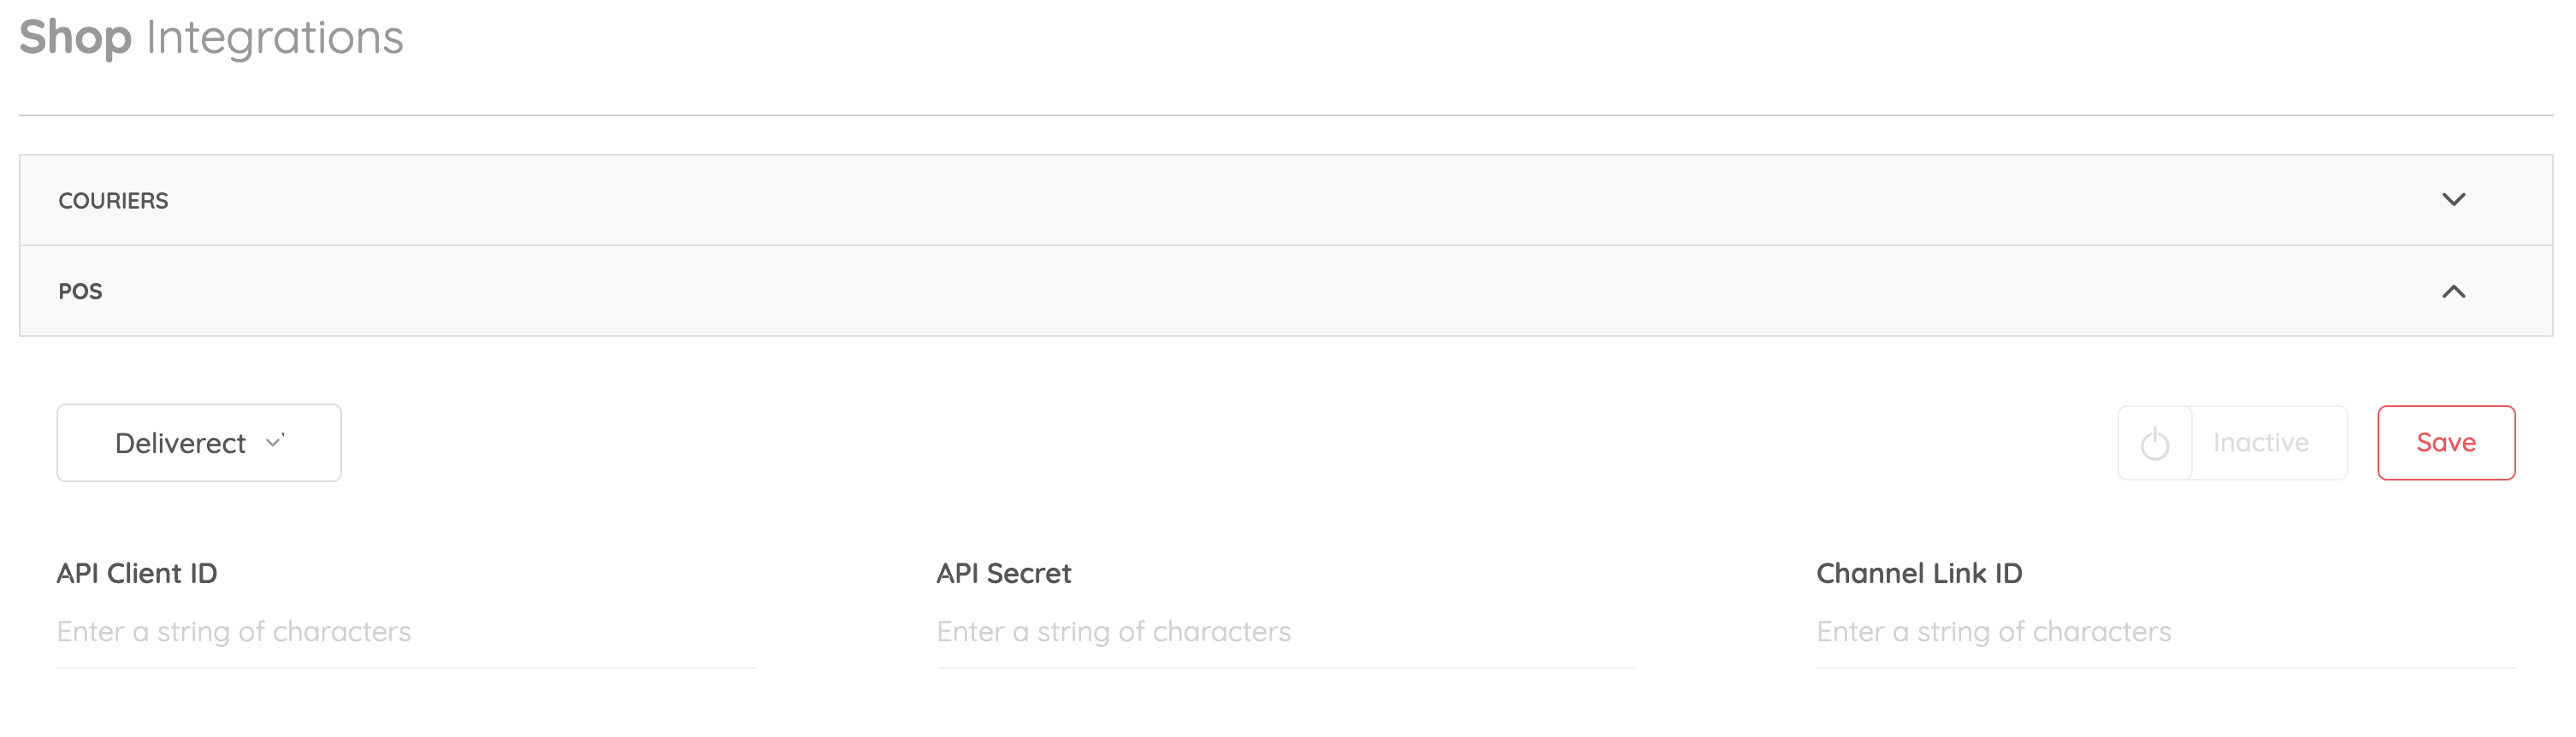 Shop Integrations
COURIERS
POS
Deliverect
Inactive
Save
API Client ID
API Secret
Channel Link ID
Enter a string of characters
Enter a string of characters
Enter a string of characters